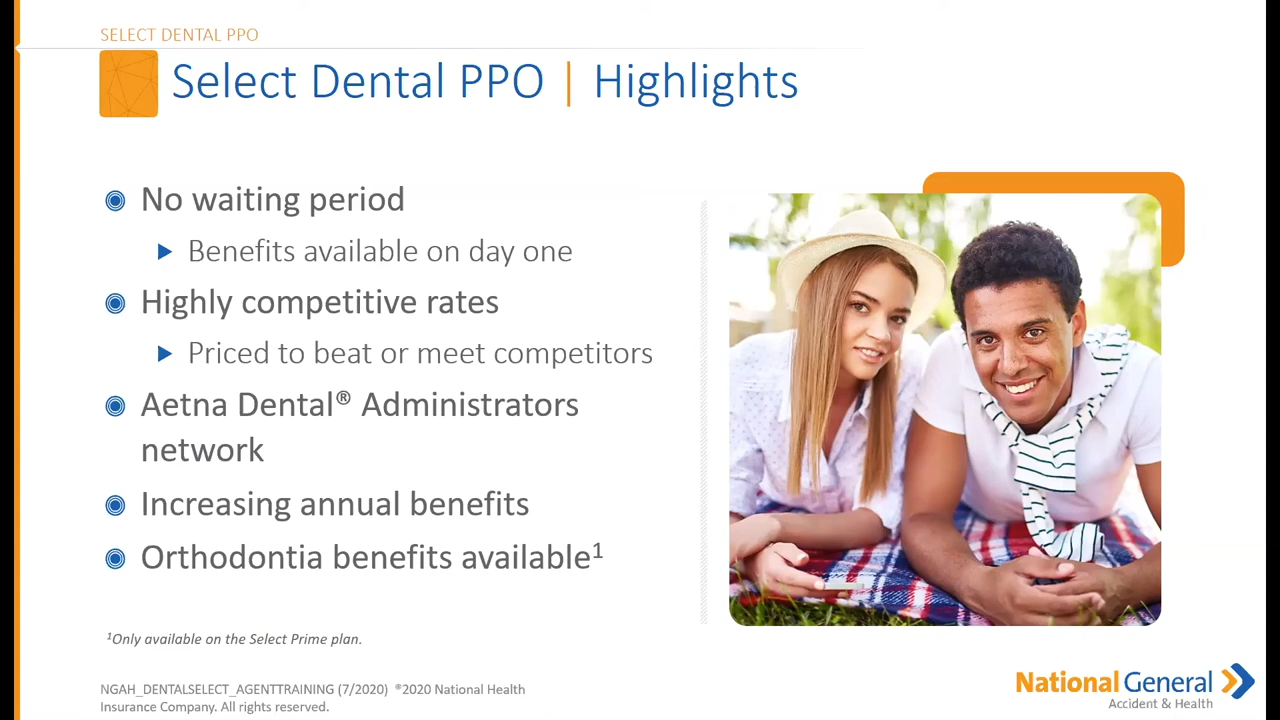 SELECT DENTAL PPO
Select Dental PPO | Highlights
No waiting period
Benefits available on day one
Highly competitive rates
Priced to beat or meet competitors
Aetna Dental® Administrators
network
Increasing annual benefits
Orthodontia benefits available¹
¹Only available on the Select Prime plan.
NGAH_DENTALSELECT_AGENTTRAINING (7/2020) ®2020 National Health
Insurance Company. All rights reserved.
National General
Accident & Health